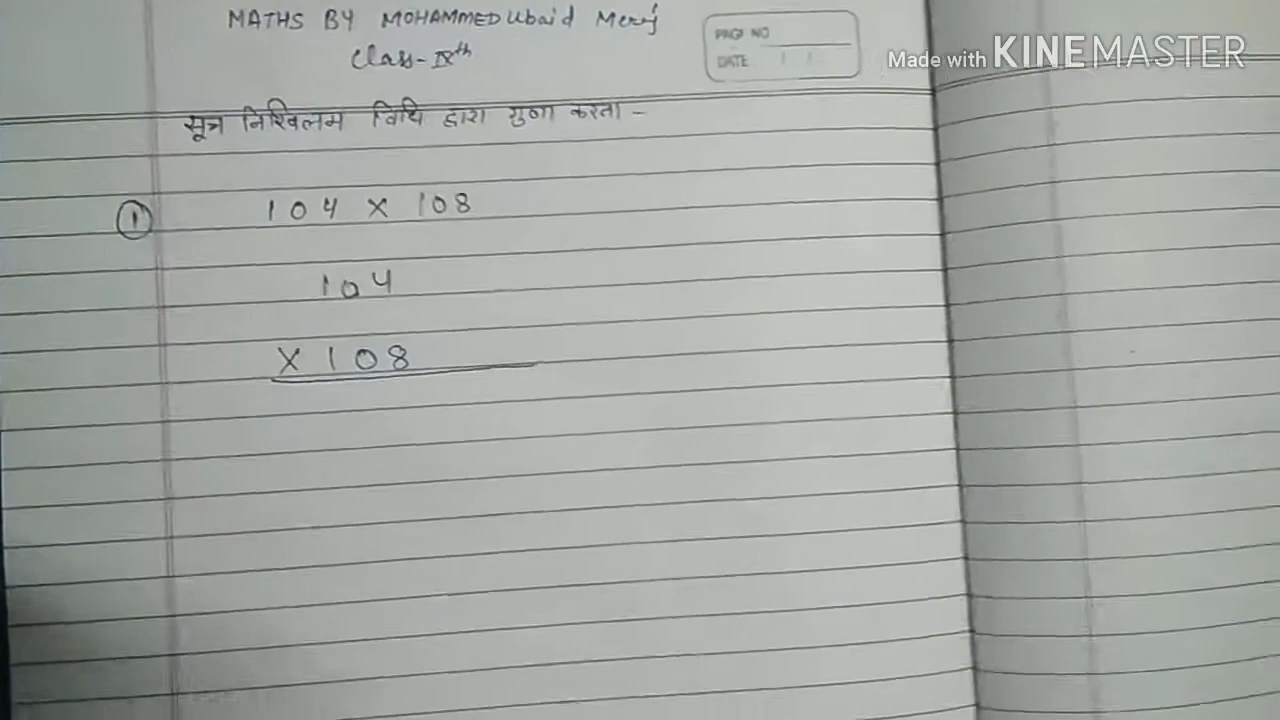 MATHS BY MOHAMMED Ubaid Meraj
Class-IXth
PAGE NO
DATE
Made with KINEMASTER
सूत्र निखिलम विधि द्वारा गुणा करता -
① 104 X 108
104
X 108